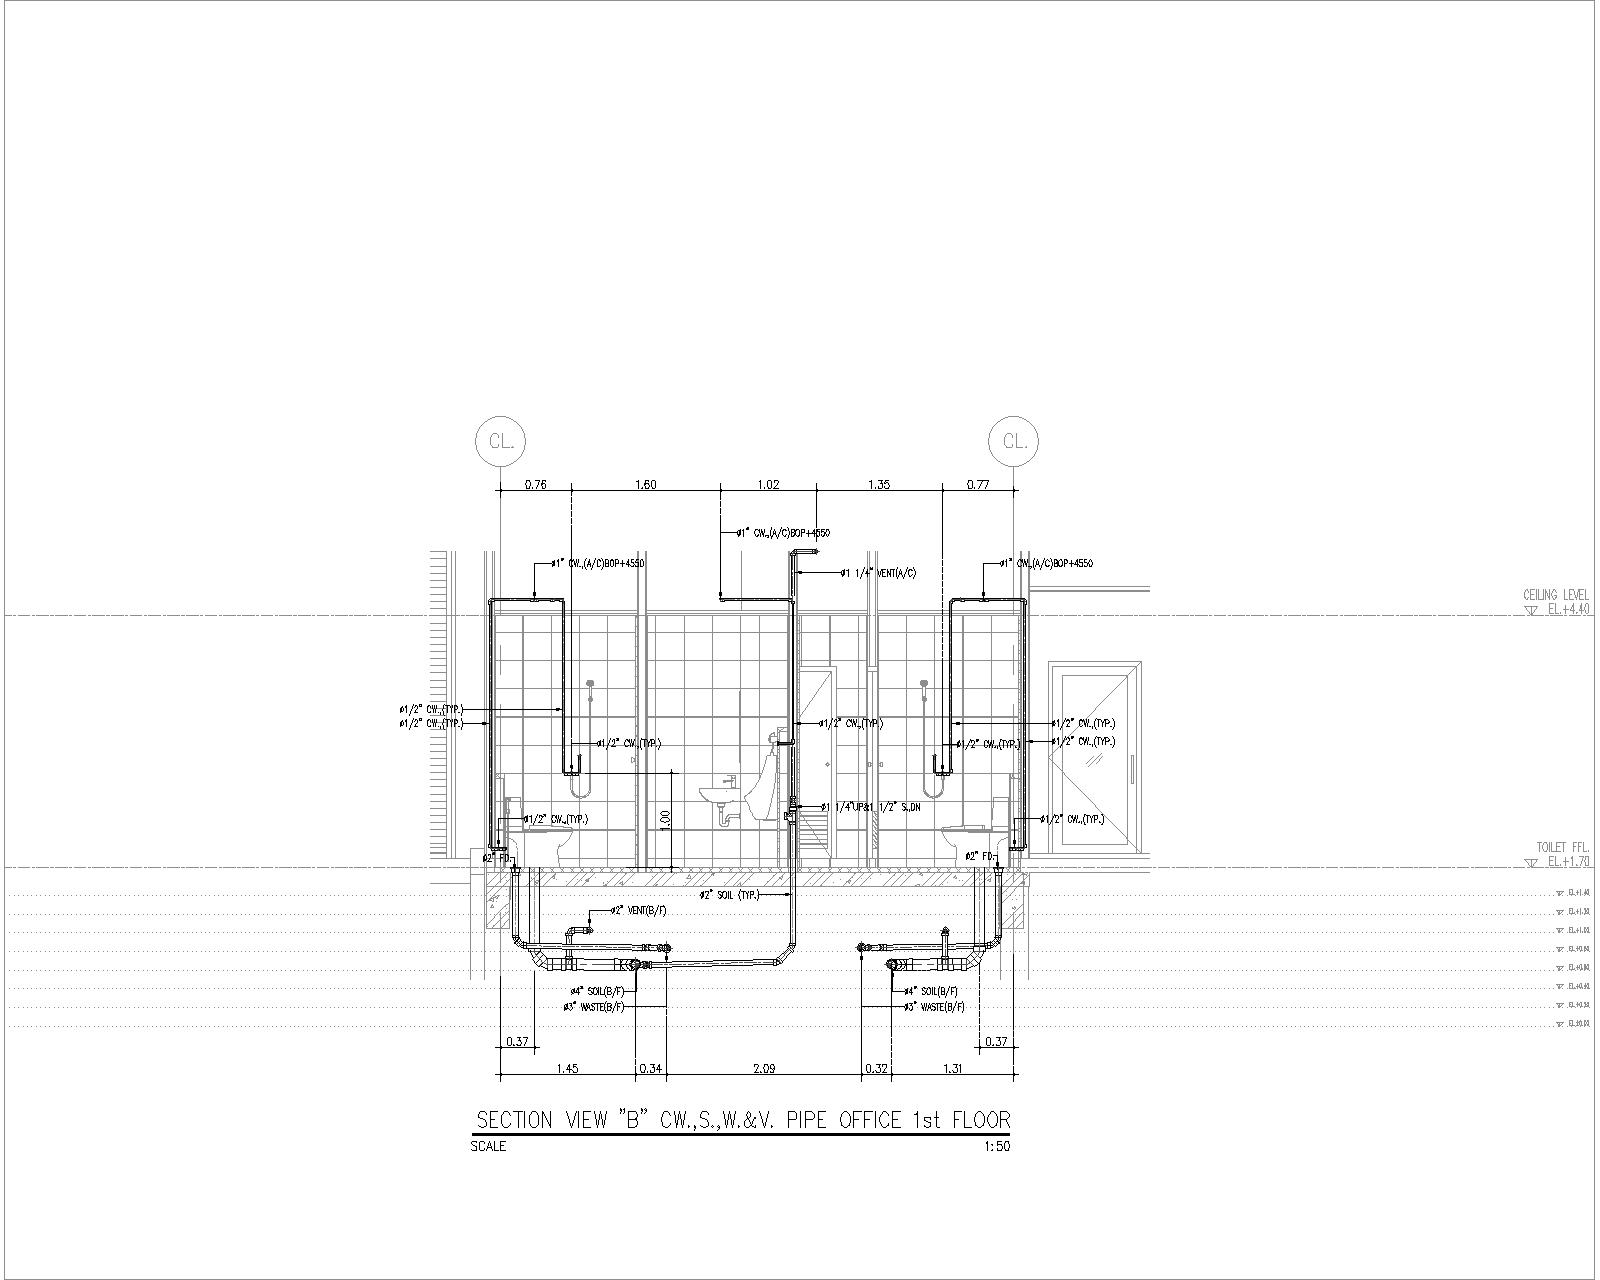 CL.
CL.
0.76
1.60
1.02
1.35
0.77
ø1" CW.,(A/C)BOP+4550
ø1" CW.,(A/C)BOP+4550
ø1 1/4" VENT(A/C)
ø1" CW.,(A/C)BOP+4550
CEILING LEVEL
EL.+4.40
ø1/2" CW.,(TYP.)
ø1/2" CW.,(TYP.)
ø1/2" CW.,(TYP.)
ø1/2" CW.,(TYP.)
ø1/2" CW.,(TYP.)
ø1/2" CW.,(TYP.)
ø1/2" CW.,(TYP.)
ø1/2" CW.,(TYP.)
1.00
ø1 1/4"UP&1 1/2" S.,DN
ø1/2" CW.,(TYP.)
ø1/2" CW.,(TYP.)
ø2" FD.
ø2" FD.
TOILET FFL.
EL.+1.70
ø2" SOIL (TYP.)
ø2" VENT(B/F)
ø4" SOIL(B/F)
ø3" WASTE(B/F)
ø4" SOIL(B/F)
ø3" WASTE(B/F)
0.37
0.37
1.45
0.34
2.09
0.32
1.31
SECTION VIEW "B" CW.,S.,W.&V. PIPE OFFICE 1st FLOOR
SCALE 1:50